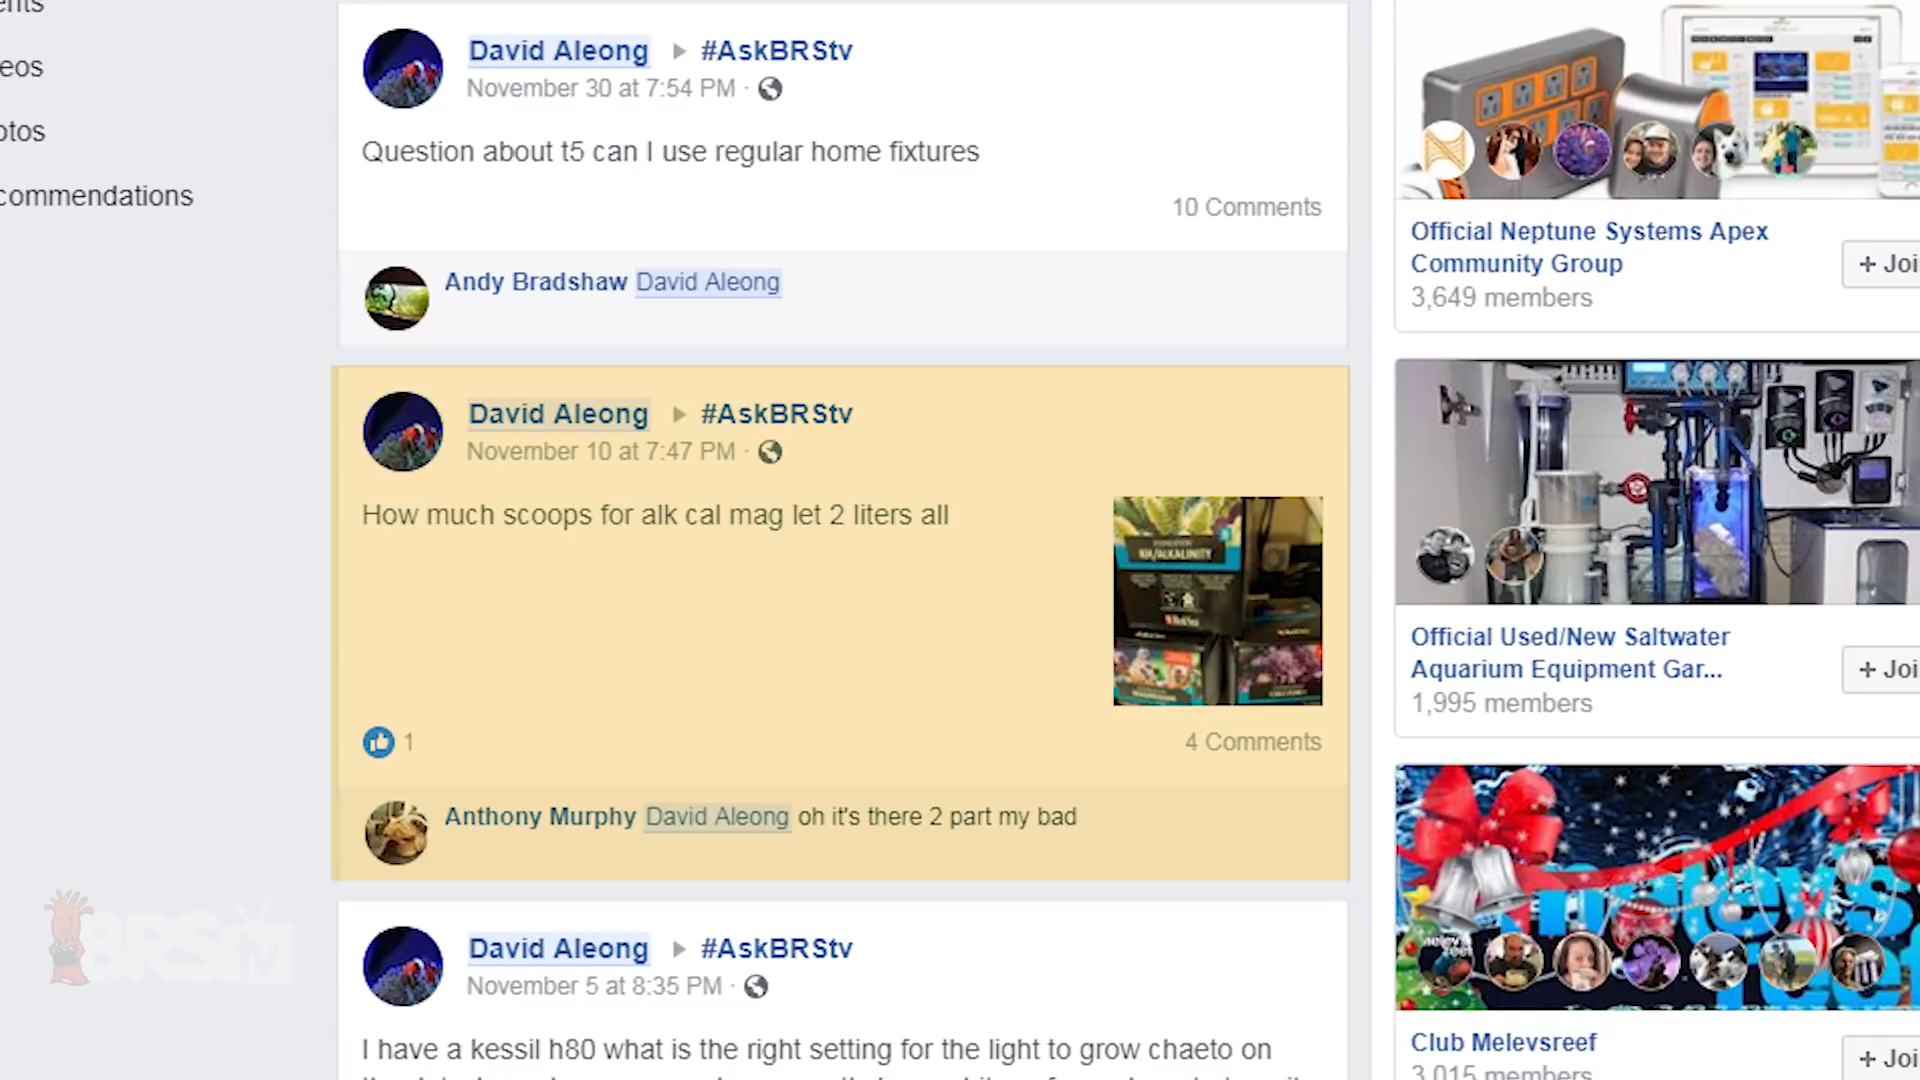 eos
otos
commendations
David Aleong ▸ #AskBRStv
November 30 at 7:54 PM ·
Question about t5 can I use regular home fixtures
10 Comments
Andy Bradshaw David Aleong
David Aleong ▸ #AskBRStv
November 10 at 7:47 PM ·
How much scoops for alk cal mag let 2 liters all
KH/ALKALINITY
1
4 Comments
Anthony Murphy David Aleong oh it's there 2 part my bad
David Aleong ▸ #AskBRStv
November 5 at 8:35 PM ·
I have a kessil h80 what is the right setting for the light to grow chaeto on
Official Neptune Systems Apex
Community Group
3,649 members
+ Joi
Official Used/New Saltwater
Aquarium Equipment Gar...
1,995 members
+ Joi
Club Melevsreef
3,015 members
+ Joi
BRStv